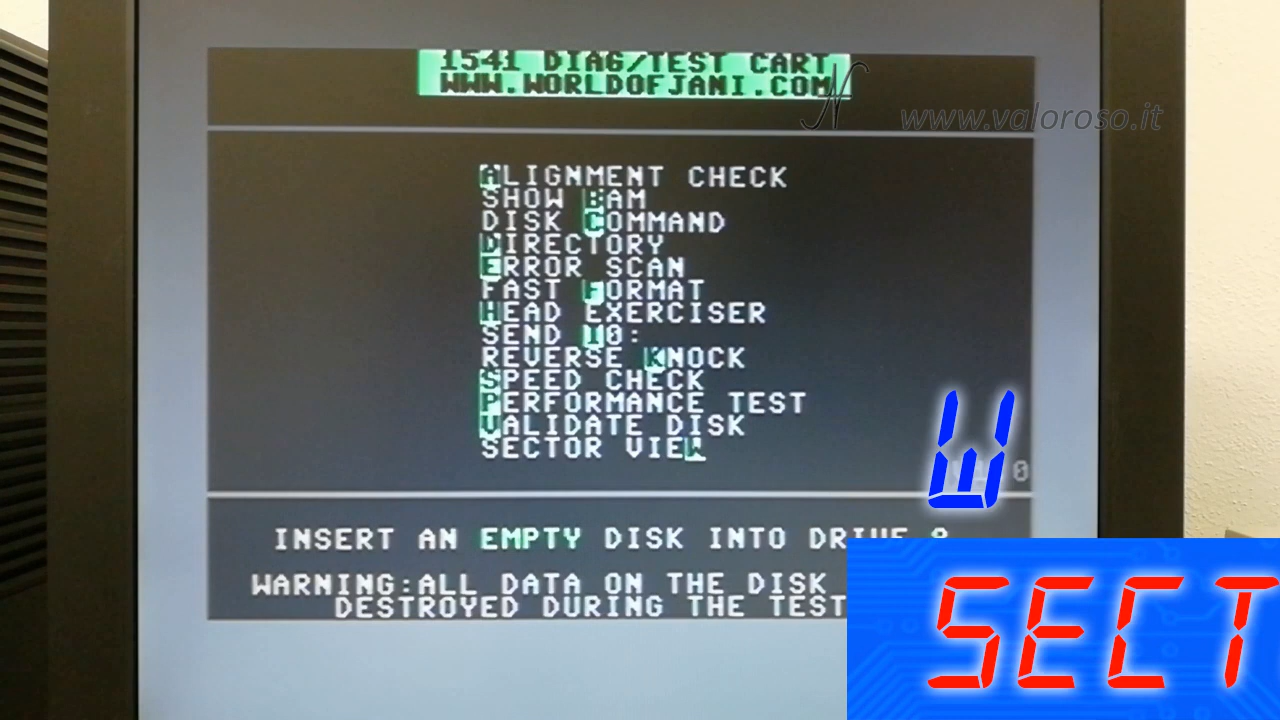 1541 DIAG/TEST CART
WWW.WORLDOFJANI.COM
www.valoroso.it
ALIGNMENT CHECK
SHOW BAM
DISK COMMAND
DIRECTORY
ERROR SCAN
FAST FORMAT
HEAD EXERCISER
SEND I0:
REVERSE KNOCK
SPEED CHECK
PERFORMANCE TEST
VALIDATE DISK
SECTOR VIEW
W
INSERT AN EMPTY DISK INTO DRIVE
WARNING:ALL DATA ON THE DISK
DESTROYED DURING THE TEST
SECT